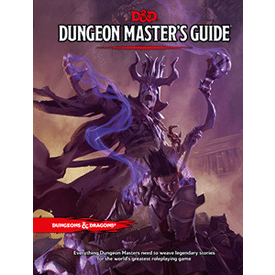 D&D
DUNGEON MASTER'S GUIDE
DUNGEONS & DRAGONS®
Everything Dungeon Masters need to weave legendary stories
for the world's greatest roleplaying game